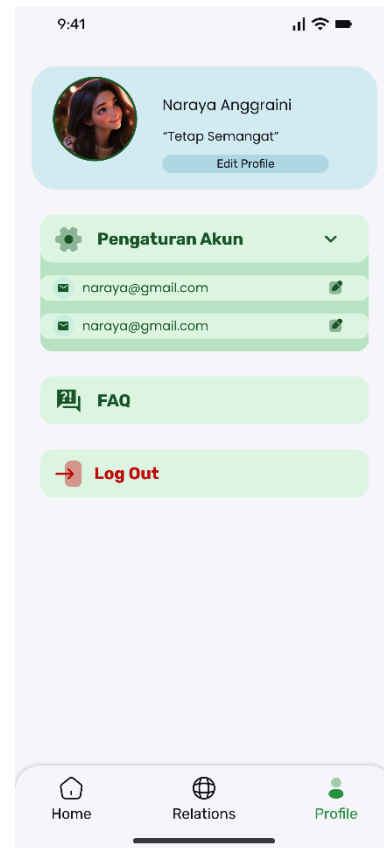 9:41
Naraya Anggraini
“Tetap Semangat”
Edit Profile
Pengaturan Akun
naraya@gmail.com
naraya@gmail.com
?!
FAQ
Log Out
Home
Relations
Profile